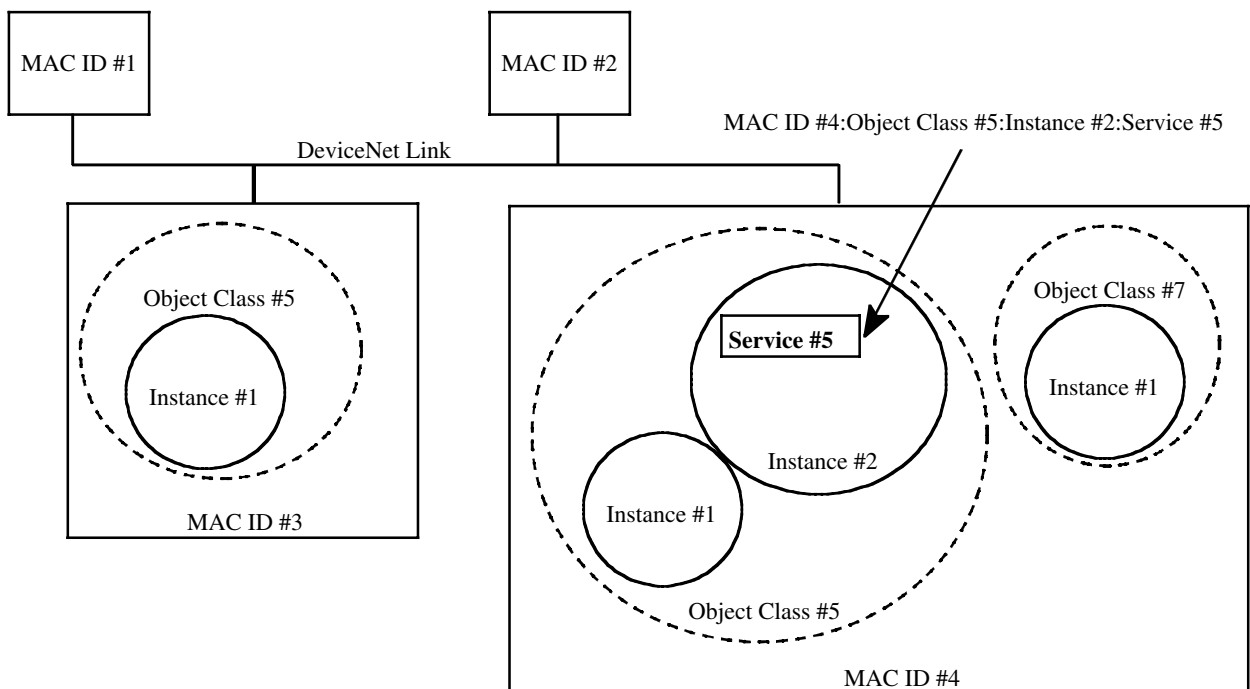 MAC ID #1
MAC ID #2
MAC ID #4:Object Class #5:Instance #2:Service #5
DeviceNet Link
Object Class #5
Instance #1
MAC ID #3
Service #5
Instance #2
Instance #1
Object Class #5
Object Class #7
Instance #1
MAC ID #4